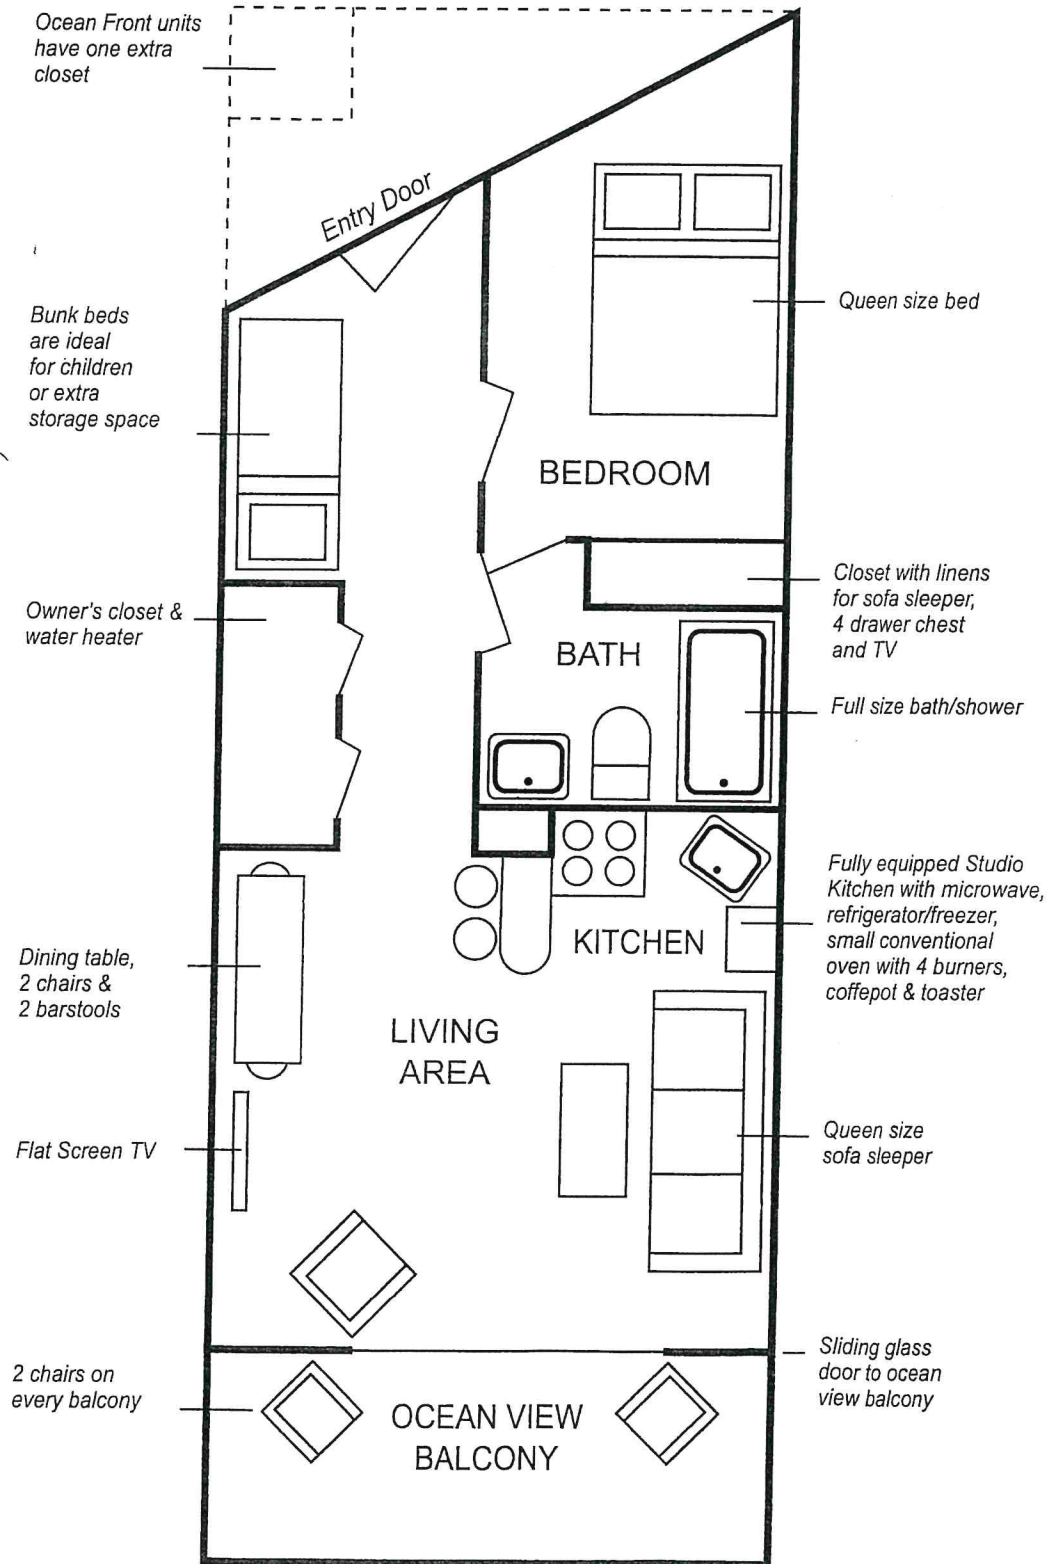 Ocean Front units
have one extra
closet
Entry Door
Bunk beds
are ideal
for children
or extra
storage space
Queen size bed
BEDROOM
Owner's closet &
water heater
Closet with linens
for sofa sleeper,
4 drawer chest
and TV
BATH
Full size bath/shower
Fully equipped Studio
Kitchen with microwave,
refrigerator/freezer,
small conventional
oven with 4 burners,
coffepot & toaster
KITCHEN
Dining table,
2 chairs &
2 barstools
LIVING
AREA
Flat Screen TV
Queen size
sofa sleeper
Sliding glass
door to ocean
view balcony
2 chairs on
every balcony
OCEAN VIEW
BALCONY